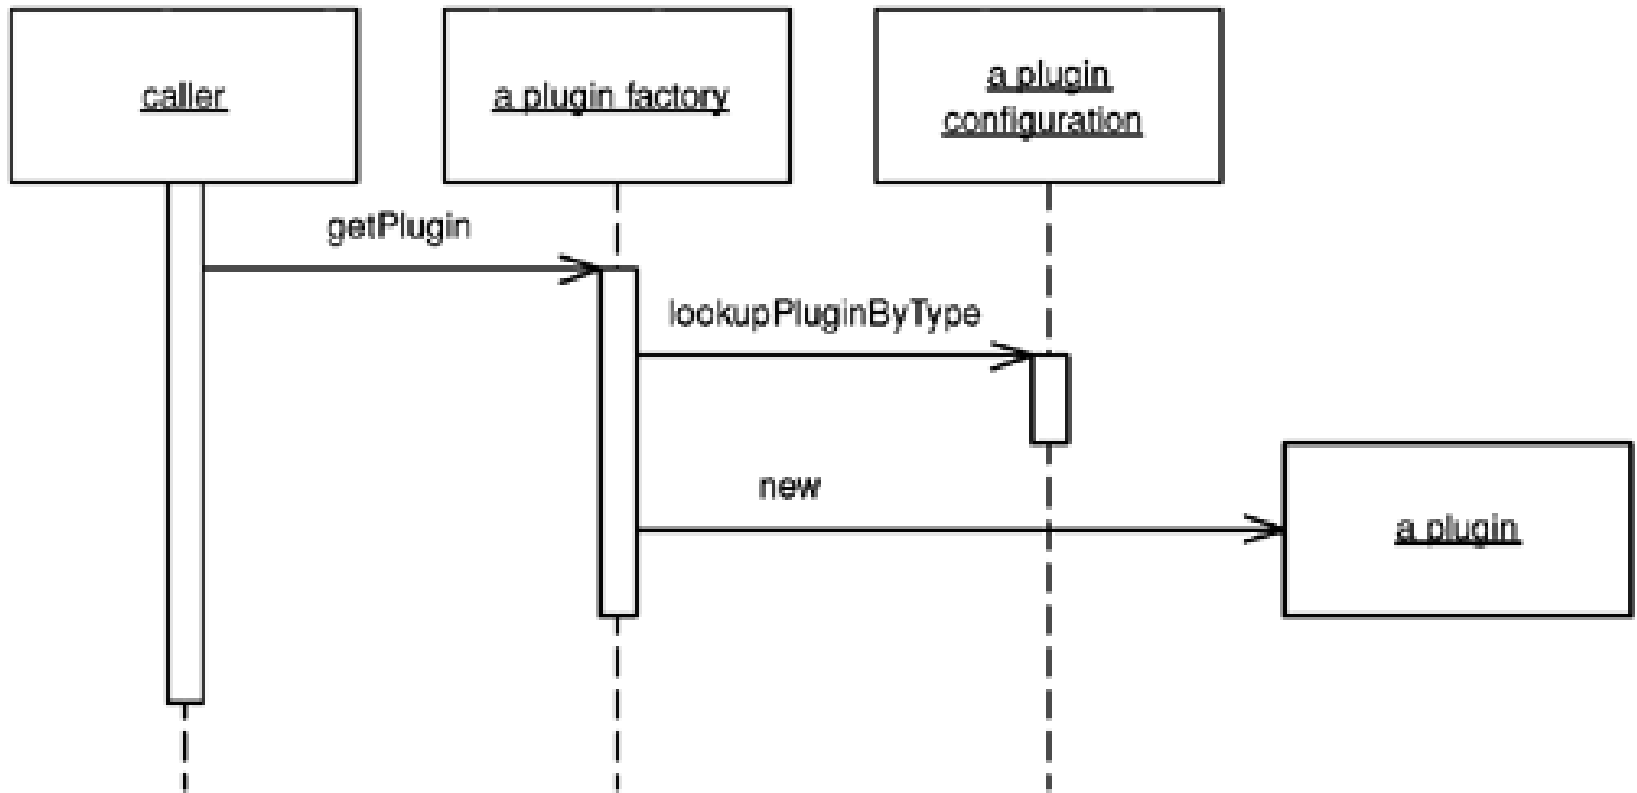 caller
a plugin factory
a plugin
configuration
getPlugin
lookupPluginByType
new
a plugin